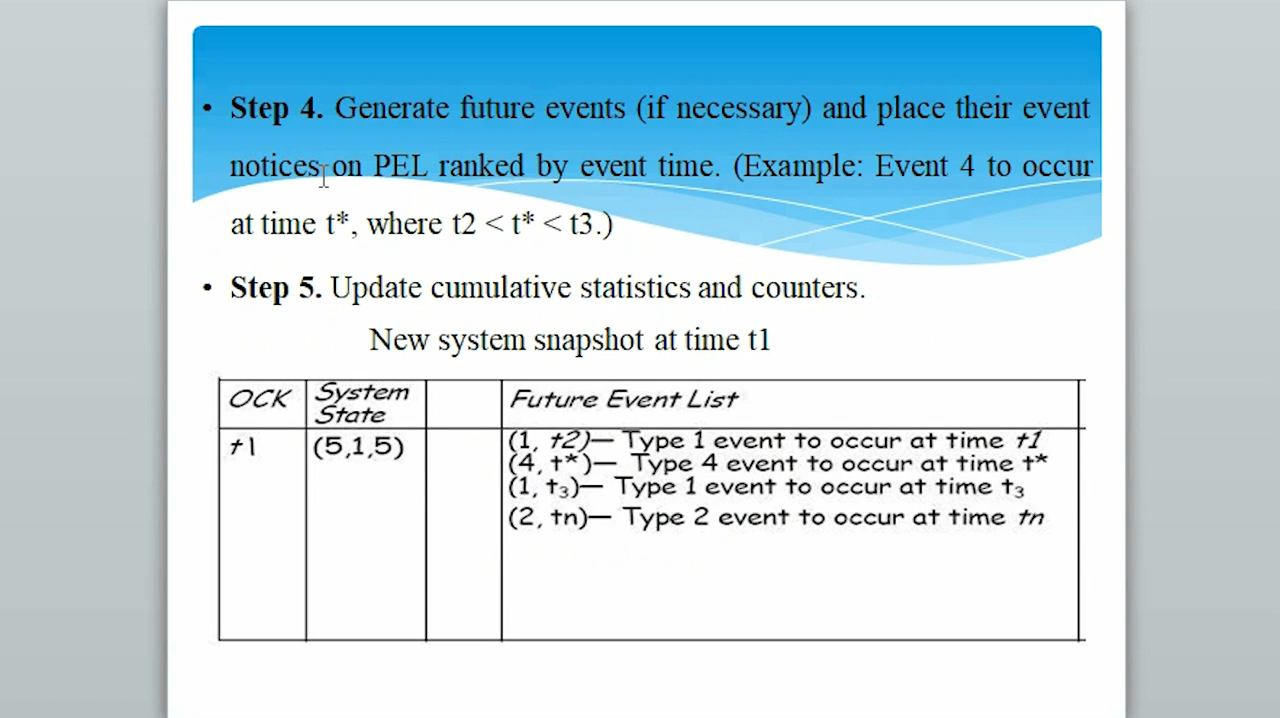 • Step 4. Generate future events (if necessary) and place their event
notices on PEL ranked by event time. (Example: Event 4 to occur
at time t*, where t2 < t* < t3.)
• Step 5. Update cumulative statistics and counters.
New system snapshot at time t1
OCK System State Future Event List
t1 (5,1,5) (1, t2)— Type 1 event to occur at time t1
(4, t*)— Type 4 event to occur at time t*
(1, t3)— Type 1 event to occur at time t3
(2, tn)— Type 2 event to occur at time tn